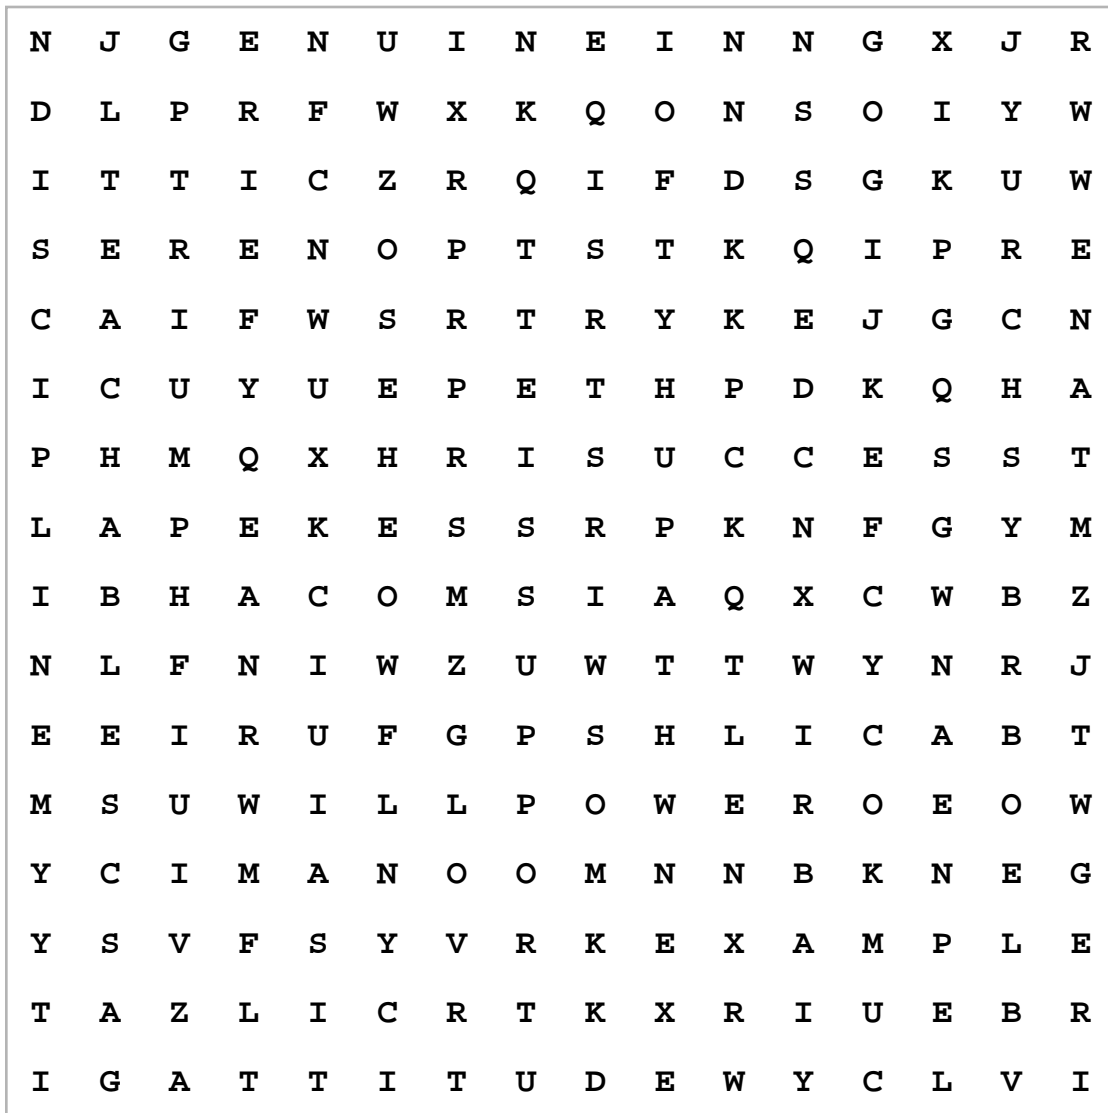 N J G E N U I N E I N N G X J R
D L P R F W X K Q O N S O I Y W
I T T I C Z R Q I F D S G K U W
S E R E N O P T S T K Q I P R E
C A I F W S R T R Y K E J G C N
I C U Y U E P E T H P D K Q H A
P H M Q X H R I S U C C E S S T
L A P E K E S S R P K N F G Y M
I B H A C O M S I A Q X C W B Z
N L F N I W Z U W T T W Y N R J
E E I R U F G P S H L I C A B T
M S U W I L L P O W E R O E O W
Y C I M A N O O M N N B K N E G
Y S V F S Y V R K E X A M P L E
T A Z L I C R T K X R I U E B R
I G A T T I T U D E W Y C L V I